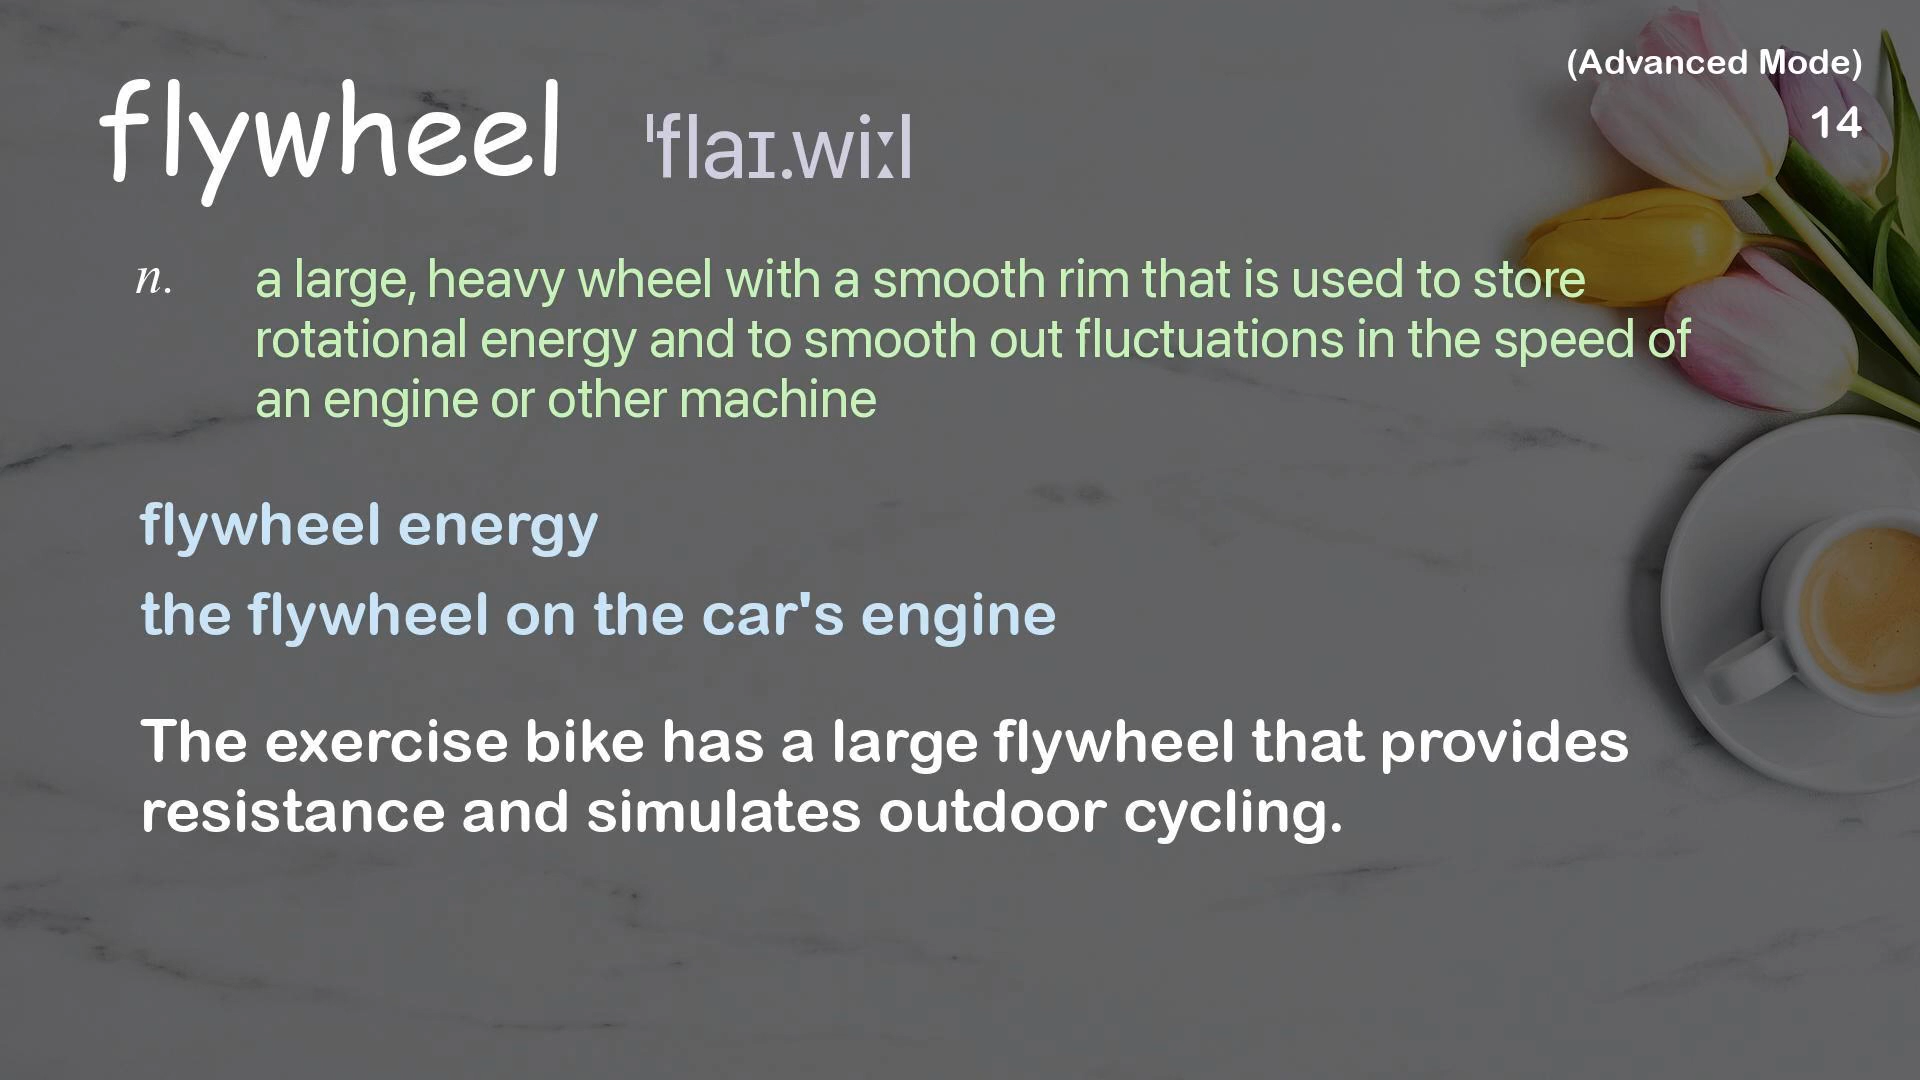 (Advanced Mode)
14
flywheel ˈflaɪ.wiːl
n. a large, heavy wheel with a smooth rim that is used to store
rotational energy and to smooth out fluctuations in the speed of
an engine or other machine
flywheel energy
the flywheel on the car's engine
The exercise bike has a large flywheel that provides
resistance and simulates outdoor cycling.